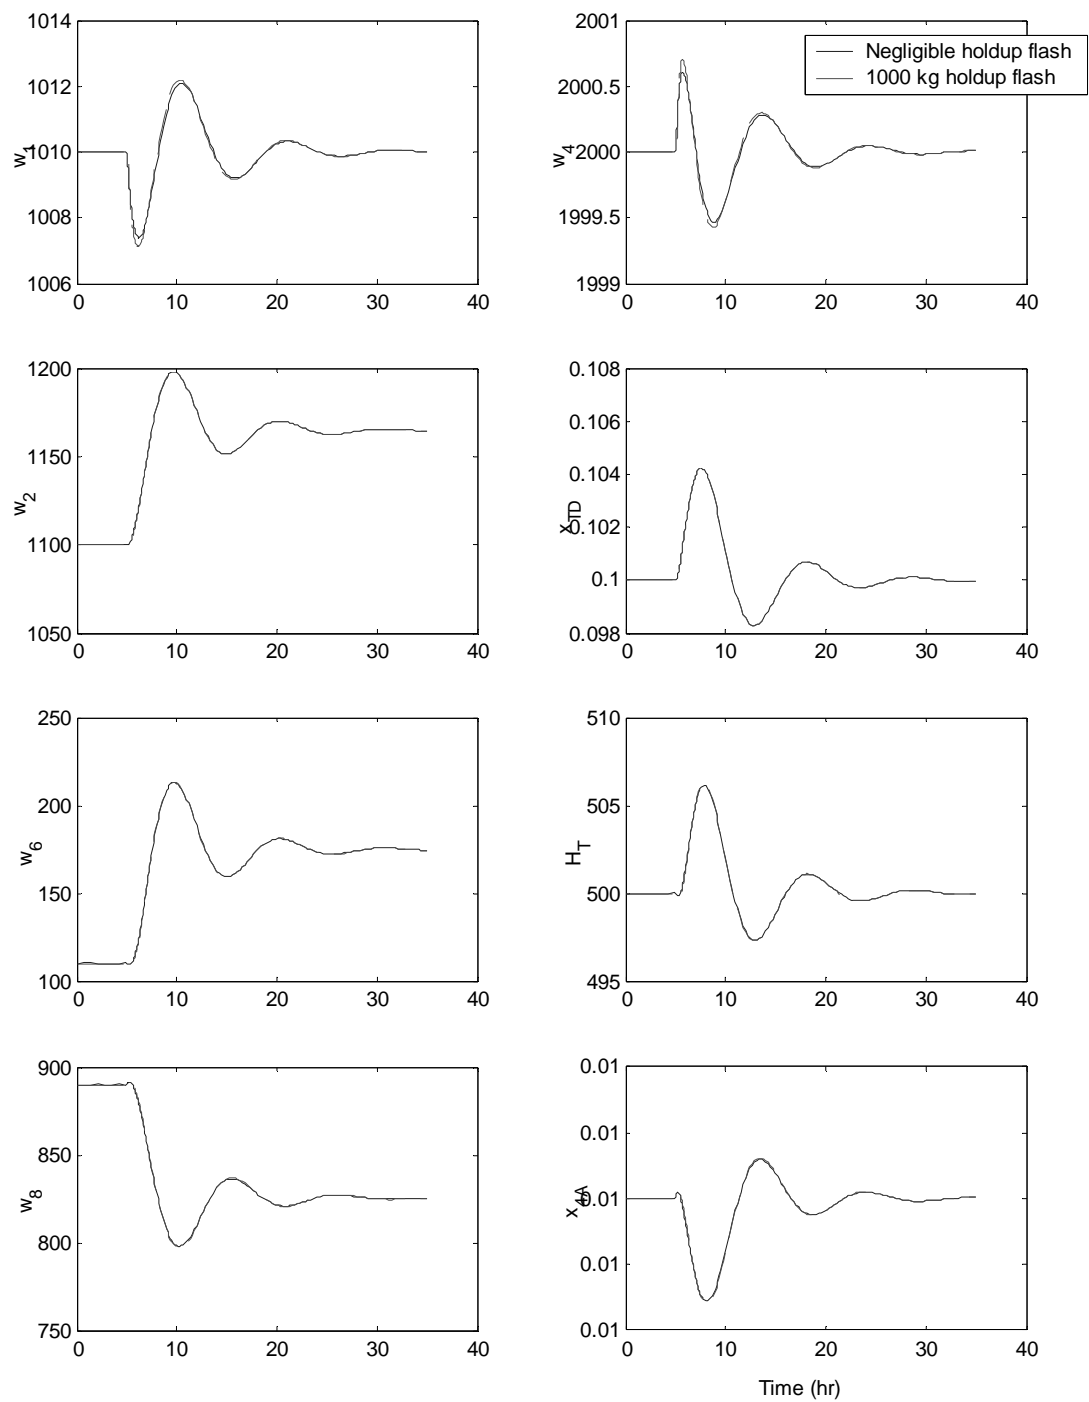 1014
1012
w1
1010
1008
1006
0 10 20 30 40
2001
Negligible holdup flash
1000 kg holdup flash
2000.5
w4
2000
1999.5
1999
0 10 20 30 40
1200
1150
w2
1100
1050
0 10 20 30 40
0.108
0.106
0.104
xTD
0.102
0.1
0.098
0 10 20 30 40
250
200
w6
150
100
0 10 20 30 40
510
505
HT
500
495
0 10 20 30 40
900
850
w8
800
750
0 10 20 30 40
0.01
0.01
x4A
0.01
0.01
0.01
0 10 20 30 40
Time (hr)